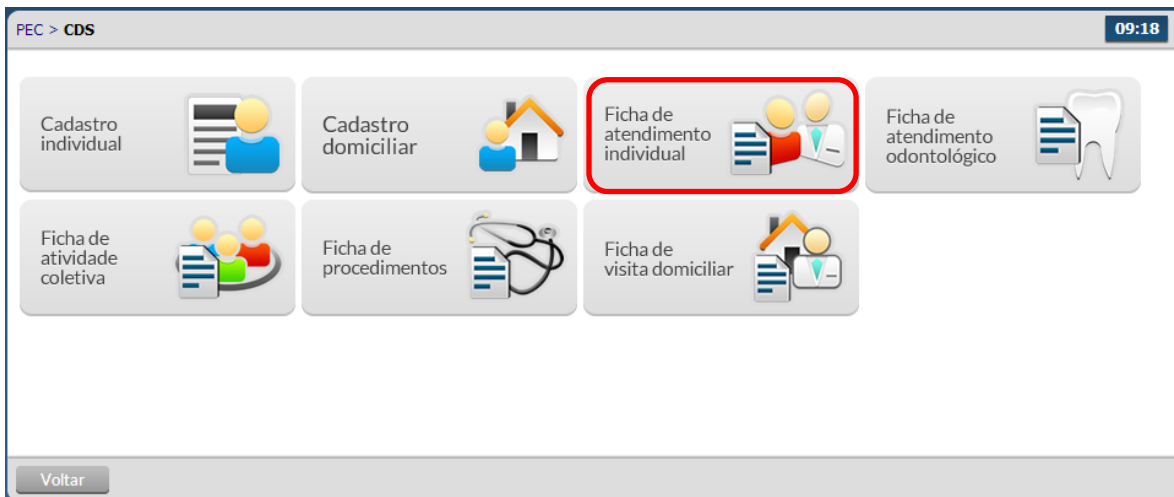 PEC > CDS
09:18
Cadastro
individual
Cadastro
domiciliar
Ficha de
atendimento
individual
Ficha de
atendimento
odontológico
Ficha de
atividade
coletiva
Ficha de
procedimentos
Ficha de
visita domiciliar
Voltar